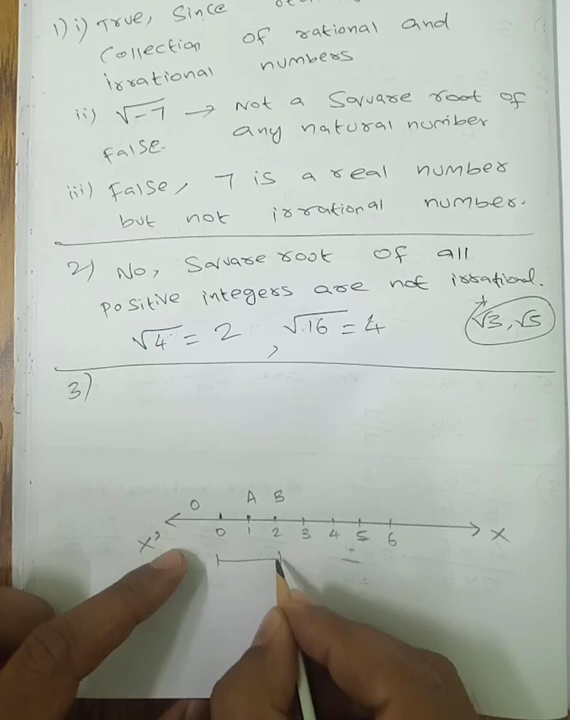 1) i) True, Since
Collection of rational and
irrational numbers
ii) √-7 → Not a Square root of
false. any natural number
iii) False, 7 is a real number
but not irrational number.
2) No, Square root of all
positive integers are not irrational.
√4 = 2, √16 = 4 √3, √5
3)
O A B
X' 0 1 2 3 4 5 6 X